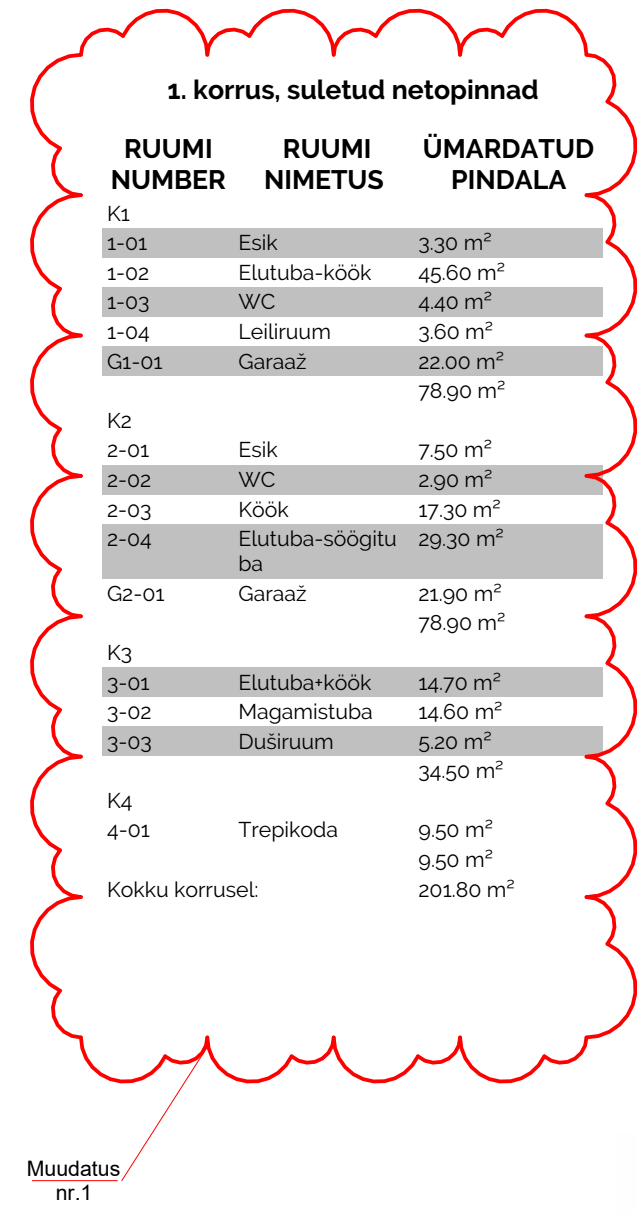 1. korrus, suletud netopinnad
RUUMI NUMBER RUUMI NIMETUS ÜMARDATUD PINDALA
K1
1-01 Esik 3.30 m²
1-02 Elutuba-köök 45.60 m²
1-03 WC 4.40 m²
1-04 Leiliruum 3.60 m²
G1-01 Garaaž 22.00 m²
78.90 m²
K2
2-01 Esik 7.50 m²
2-02 WC 2.90 m²
2-03 Köök 17.30 m²
2-04 Elutuba-söögitu 29.30 m²
ba
G2-01 Garaaž 21.90 m²
78.90 m²
K3
3-01 Elutuba+köök 14.70 m²
3-02 Magamistuba 14.60 m²
3-03 Duširuum 5.20 m²
34.50 m²
K4
4-01 Trepikoda 9.50 m²
9.50 m²
Kokku korrusel: 201.80 m²
Muudatus
nr.1